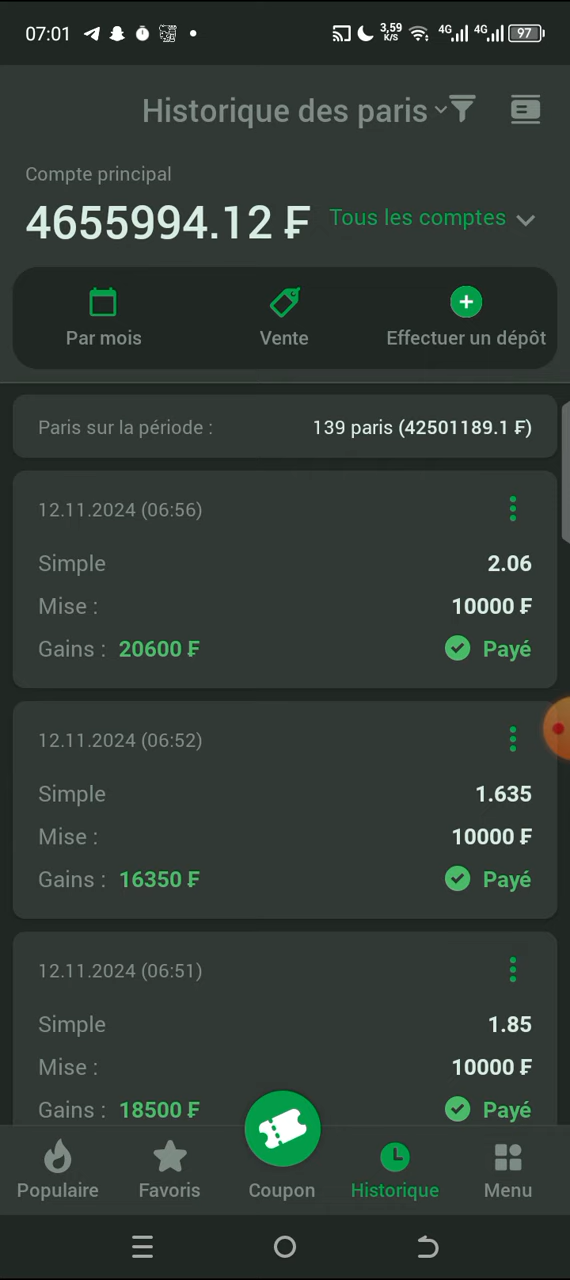 07:01 3,59 K/S 4G 4G 97
Historique des paris
Compte principal
4655994.12 ₣ Tous les comptes
Par mois Vente Effectuer un dépôt
Paris sur la période : 139 paris (42501189.1 ₣)
12.11.2024 (06:56)
Simple 2.06
Mise : 10000 ₣
Gains : 20600 ₣ Payé
12.11.2024 (06:52)
Simple 1.635
Mise : 10000 ₣
Gains : 16350 ₣ Payé
12.11.2024 (06:51)
Simple 1.85
Mise : 10000 ₣
Gains : 18500 ₣ Payé
Populaire Favoris Coupon Historique Menu